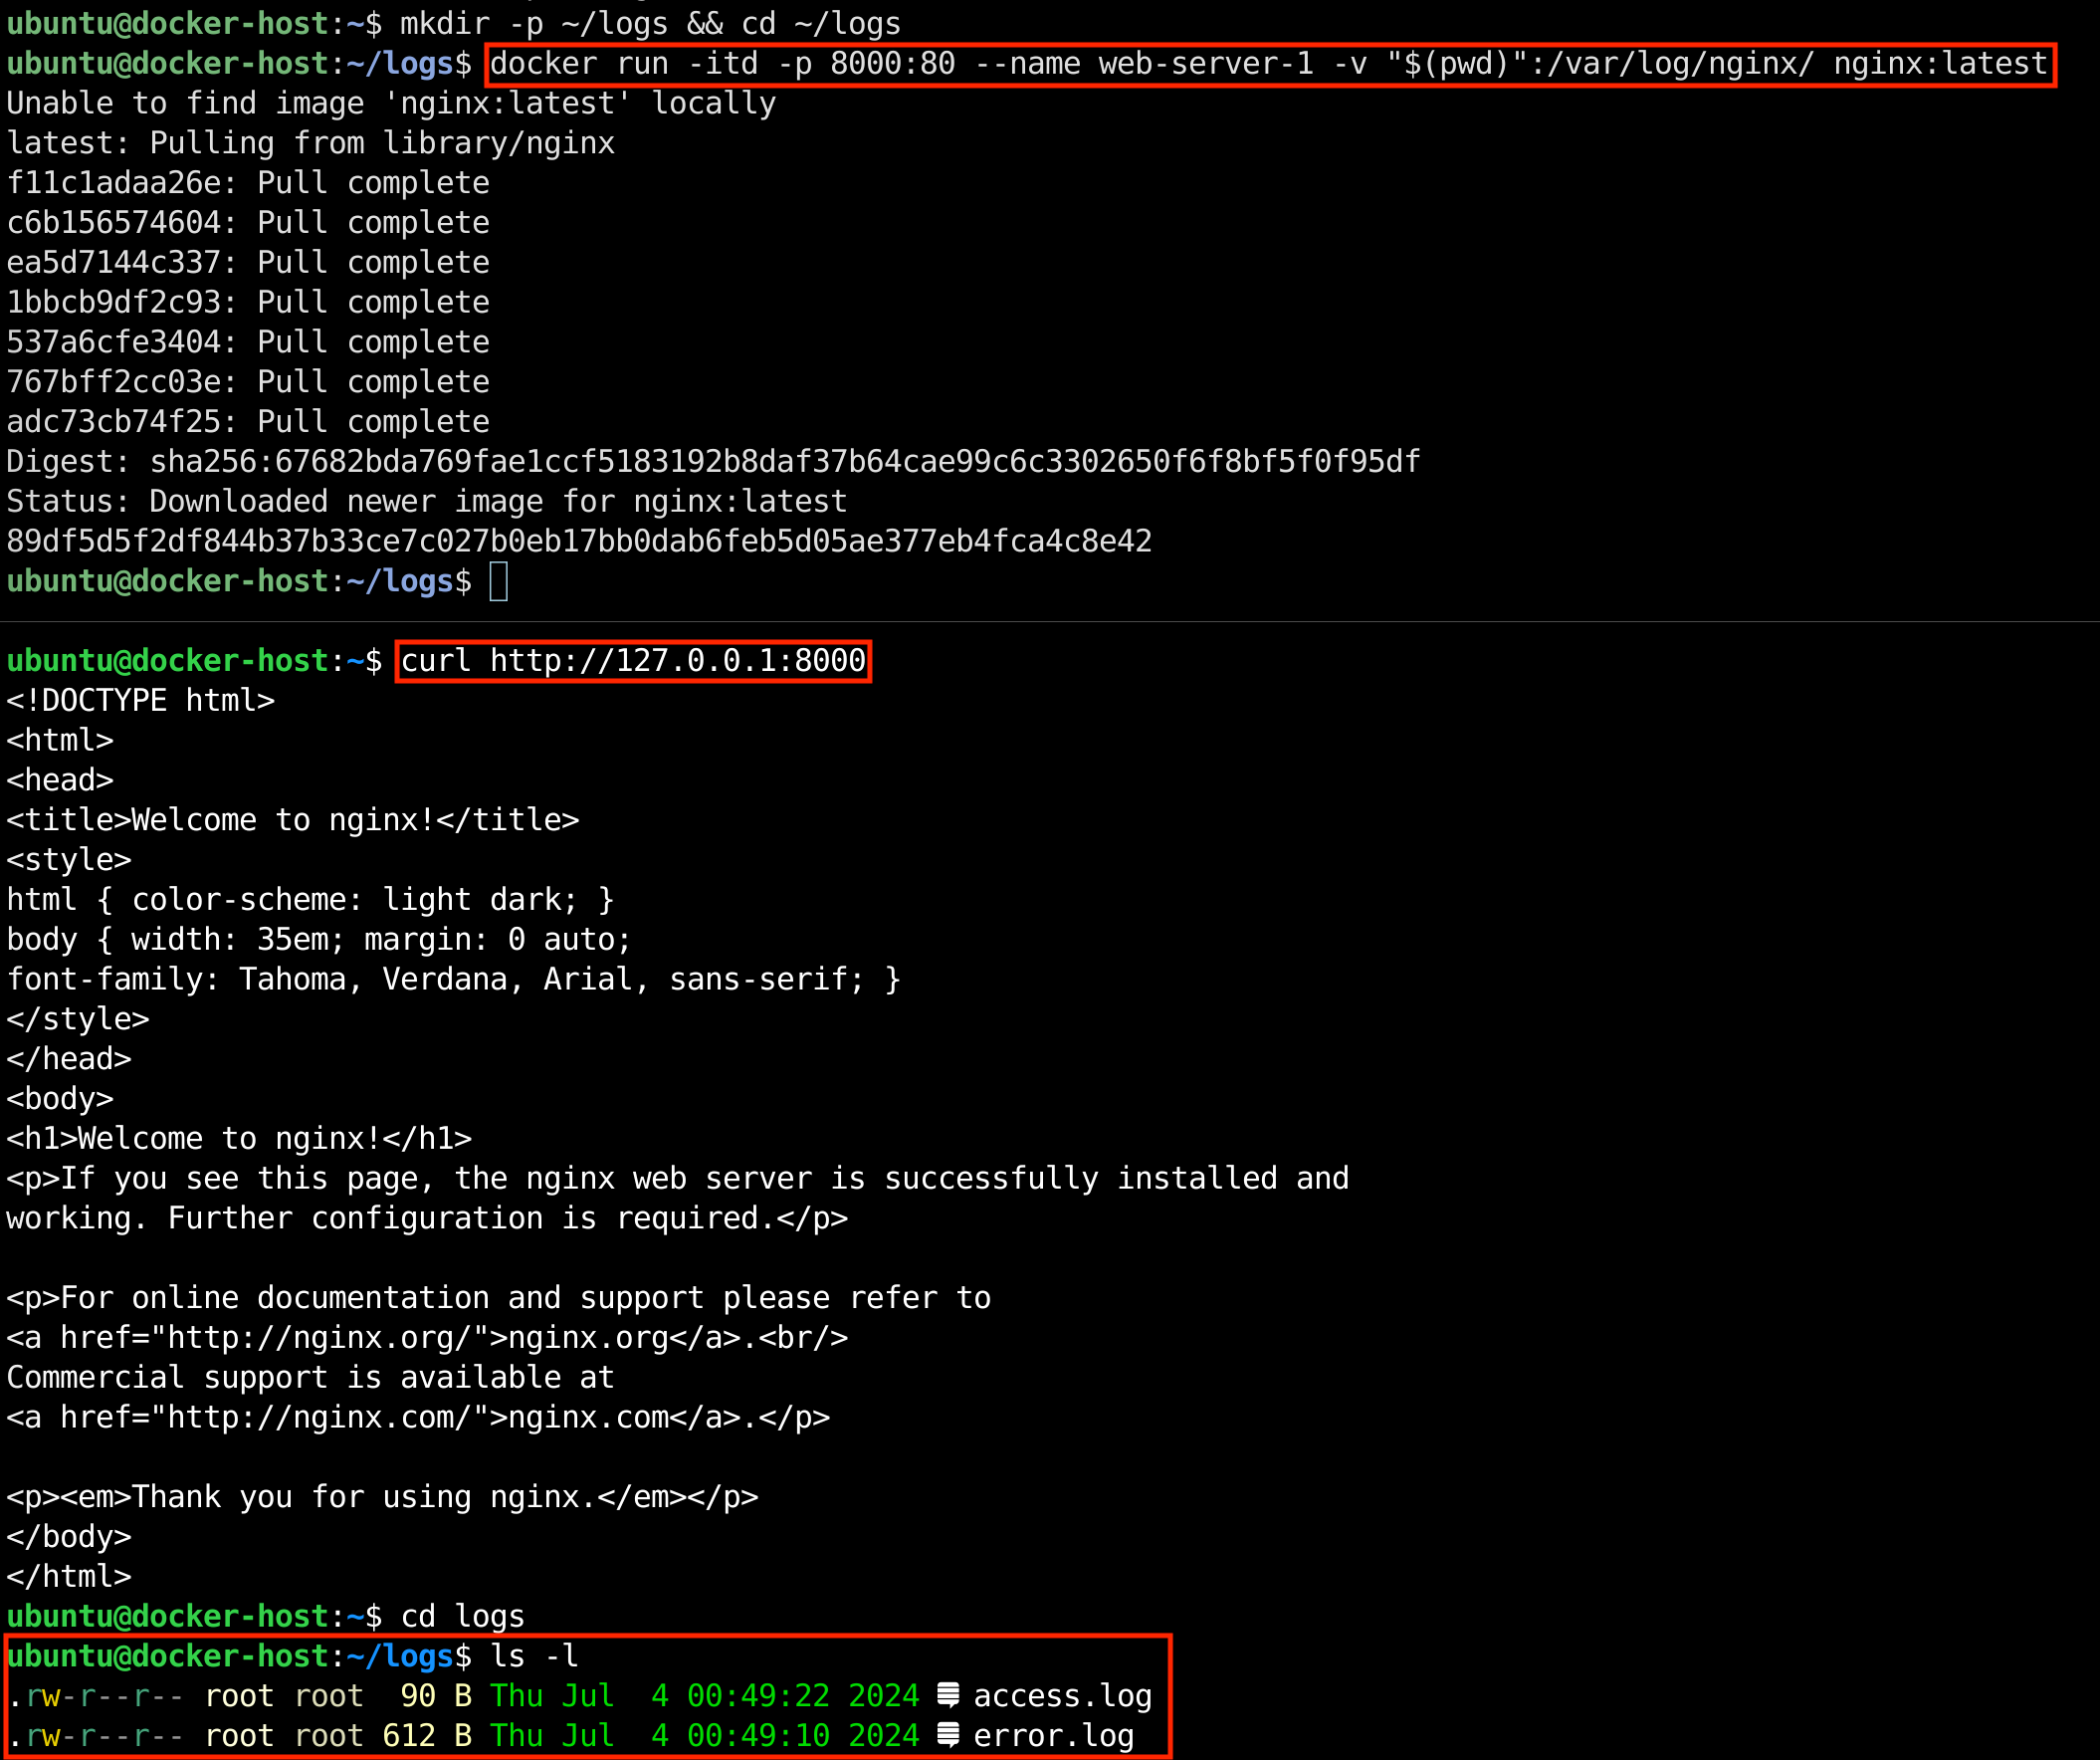 ubuntu@docker-host:~$ mkdir -p ~/logs && cd ~/logs
ubuntu@docker-host:~/logs$ docker run -itd -p 8000:80 --name web-server-1 -v "$(pwd)":/var/log/nginx/ nginx:latest
Unable to find image 'nginx:latest' locally
latest: Pulling from library/nginx
f11c1adaa26e: Pull complete
c6b156574604: Pull complete
ea5d7144c337: Pull complete
1bbcb9df2c93: Pull complete
537a6cfe3404: Pull complete
767bff2cc03e: Pull complete
adc73cb74f25: Pull complete
Digest: sha256:67682bda769fae1ccf5183192b8daf37b64cae99c6c3302650f6f8bf5f0f95df
Status: Downloaded newer image for nginx:latest
89df5d5f2df844b37b33ce7c027b0eb17bb0dab6feb5d05ae377eb4fca4c8e42
ubuntu@docker-host:~/logs$
ubuntu@docker-host:~$ curl http://127.0.0.1:8000
<!DOCTYPE html>
<html>
<head>
<title>Welcome to nginx!</title>
<style>
html { color-scheme: light dark; }
body { width: 35em; margin: 0 auto;
font-family: Tahoma, Verdana, Arial, sans-serif; }
</style>
</head>
<body>
<h1>Welcome to nginx!</h1>
<p>If you see this page, the nginx web server is successfully installed and
working. Further configuration is required.</p>
<p>For online documentation and support please refer to
<a href="http://nginx.org/">nginx.org</a>.<br/>
Commercial support is available at
<a href="http://nginx.com/">nginx.com</a>.</p>
<p><em>Thank you for using nginx.</em></p>
</body>
</html>
ubuntu@docker-host:~$ cd logs
ubuntu@docker-host:~/logs$ ls -l
.rw-r--r-- root root  90 B Thu Jul  4 00:49:22 2024 access.log
.rw-r--r-- root root 612 B Thu Jul  4 00:49:10 2024 error.log